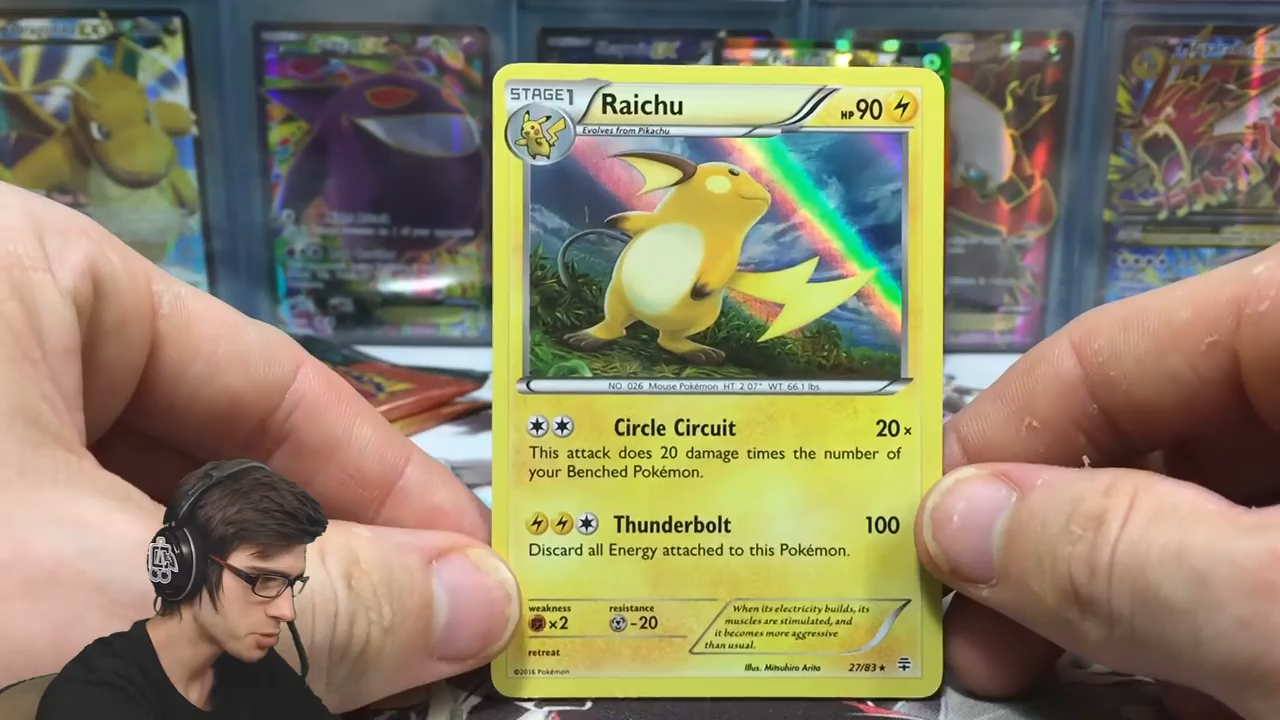 STAGE1
Raichu
HP 90
Evolves from Pikachu
NO. 026 Mouse Pokémon HT. 2'07" WT. 66.1 lbs.
Circle Circuit 20×
This attack does 20 damage times the number of
your Benched Pokémon.
Thunderbolt 100
Discard all Energy attached to this Pokémon.
weakness resistance
×2 -20
retreat
When its electricity builds, its
muscles are stimulated, and
it becomes more aggressive
than usual.
©2016 Pokémon
Illus. Mitsuhiro Arita 27/83★